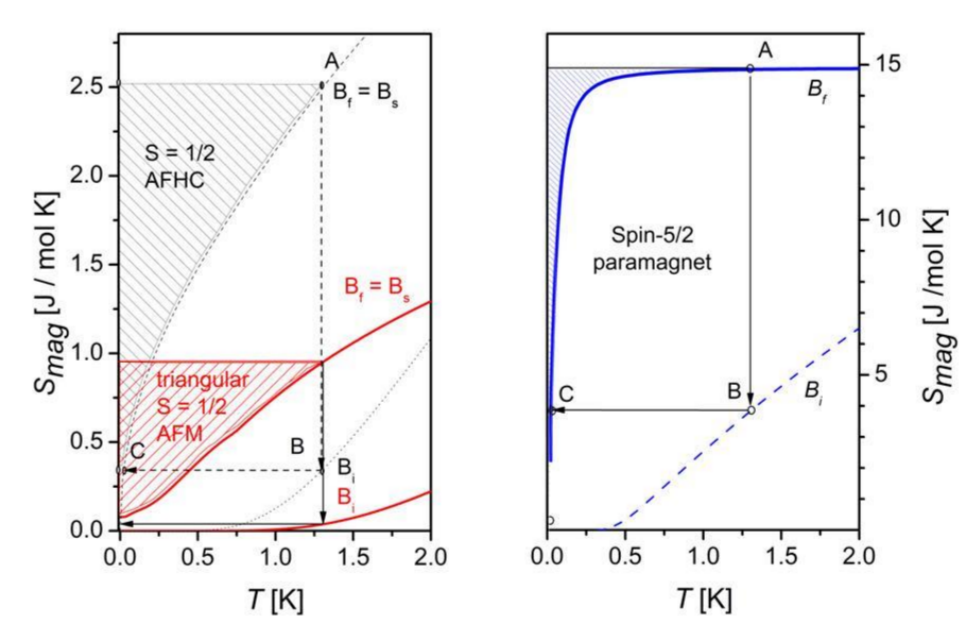 2.5
2.0
1.5
1.0
0.5
0.0
S_mag [J / mol K]
0.0 0.5 1.0 1.5 2.0
T [K]
A
B_f = B_s
S = 1/2
AFHC
B_f = B_s
triangular
S = 1/2
AFM
C
B
B_i
B_i
A
B_f
Spin-5/2
paramagnet
C
B
B_i
15
10
5
S_mag [J /mol K]
0.0 0.5 1.0 1.5 2.0
T [K]